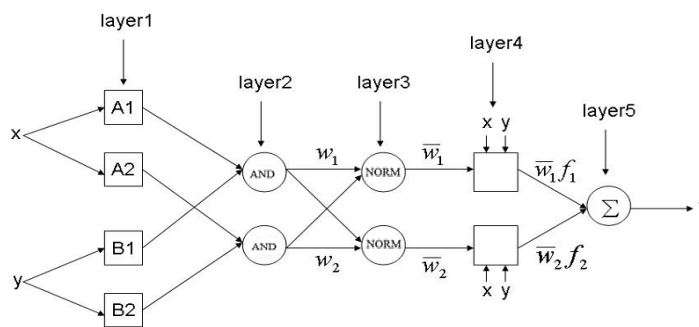 layer1
layer2
layer3
layer4
layer5
x
y
A1
A2
B1
B2
AND
AND
w₁
w₂
NORM
NORM
w̅₁
w̅₂
x y
x y
w̅₁f₁
w̅₂f₂
Σ